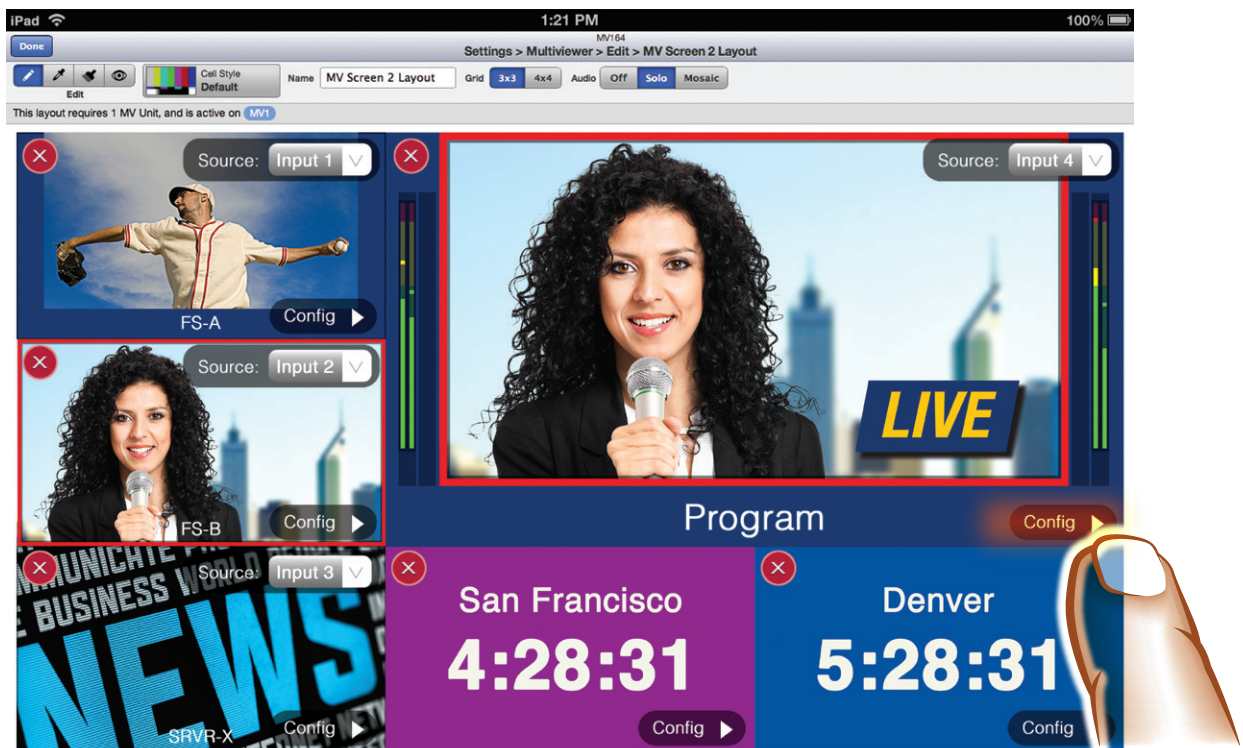 iPad 1:21 PM 100%
MV164
Done Settings > Multiviewer > Edit > MV Screen 2 Layout
Edit Cell Style Default Name MV Screen 2 Layout Grid 3x3 4x4 Audio Off Solo Mosaic
This layout requires 1 MV Unit, and is active on MV1
Source: Input 1
FS-A Config
Source: Input 4
LIVE
Program Config
Source: Input 2
FS-B Config
Source: Input 3
BUSINESS WORLD
NEWS
SRVR-X Config
San Francisco
4:28:31
Config
Denver
5:28:31
Config